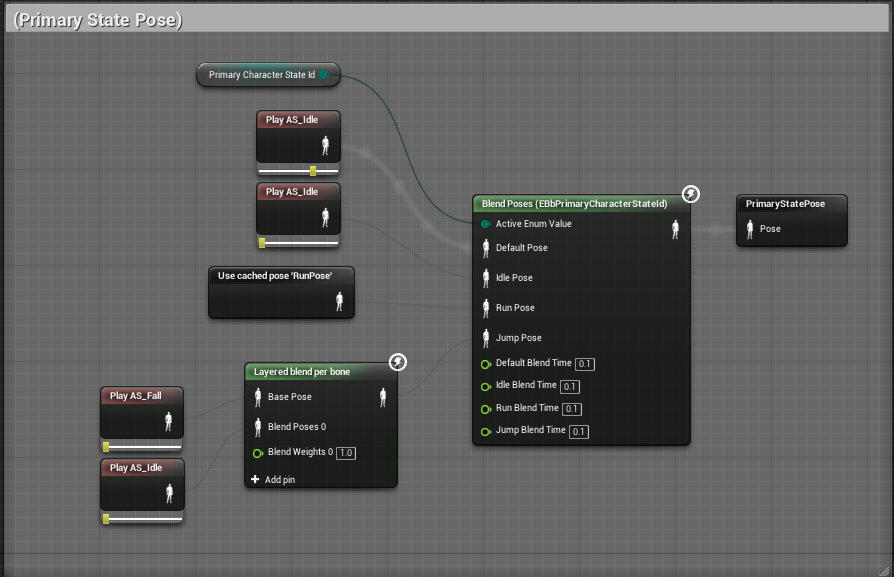 (Primary State Pose)
Primary Character State Id
Play AS_Idle
Play AS_Idle
Use cached pose 'RunPose'
Blend Poses (EBbPrimaryCharacterStateId)
Active Enum Value
Default Pose
Idle Pose
Run Pose
Jump Pose
Default Blend Time 0.1
Idle Blend Time 0.1
Run Blend Time 0.1
Jump Blend Time 0.1
PrimaryStatePose
Pose
Layered blend per bone
Base Pose
Blend Poses 0
Blend Weights 0 1.0
Add pin
Play AS_Fall
Play AS_Idle